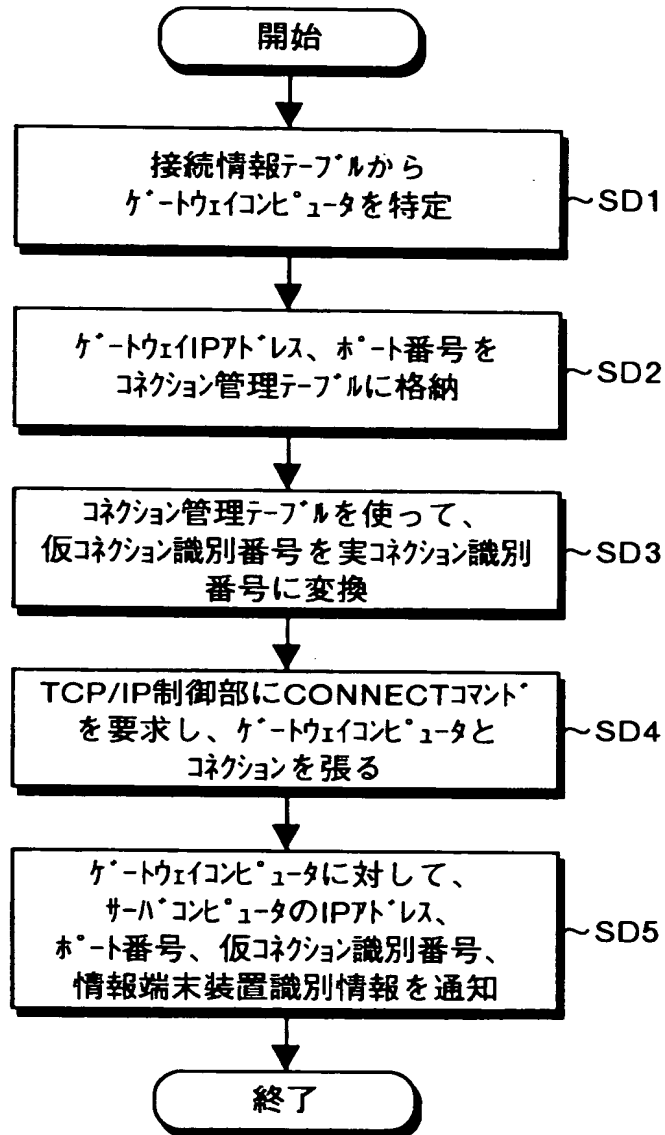 開始
接続情報テーブルから
ゲートウェイコンピュータを特定
~SD1
ゲートウェイIPアドレス、ポート番号を
コネクション管理テーブルに格納
~SD2
コネクション管理テーブルを使って、
仮コネクション識別番号を実コネクション識別
番号に変換
~SD3
TCP/IP制御部にCONNECTコマンド
を要求し、ゲートウェイコンピュータと
コネクションを張る
~SD4
ゲートウェイコンピュータに対して、
サーバコンピュータのIPアドレス、
ポート番号、仮コネクション識別番号、
情報端末装置識別情報を通知
~SD5
終了